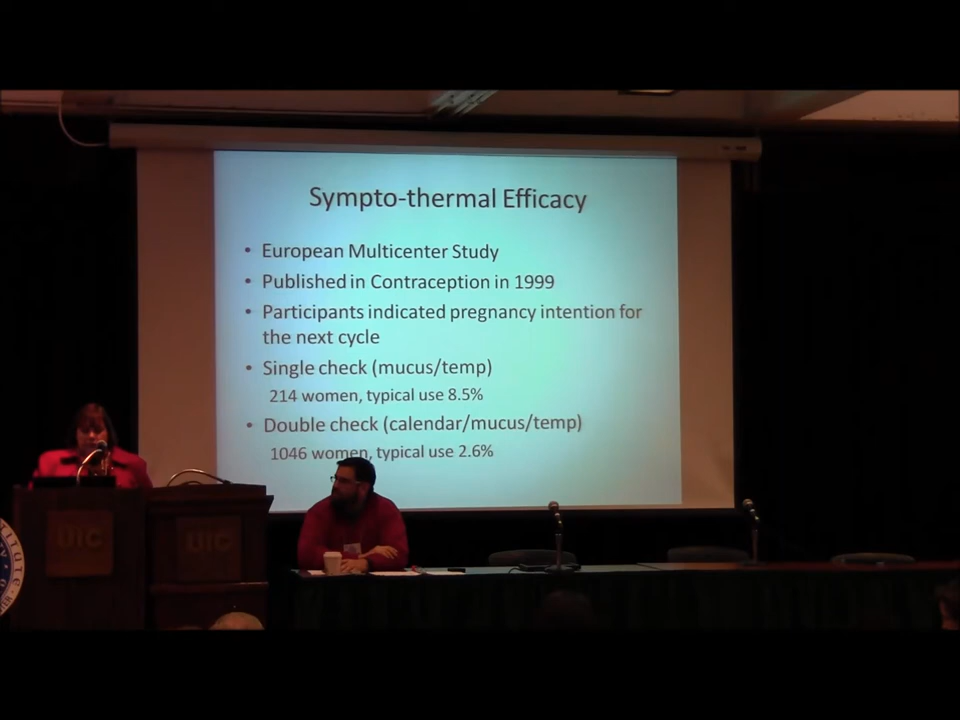 Sympto-thermal Efficacy
• European Multicenter Study
• Published in Contraception in 1999
• Participants indicated pregnancy intention for
the next cycle
• Single check (mucus/temp)
214 women, typical use 8.5%
• Double check (calendar/mucus/temp)
1046 women, typical use 2.6%
UIC
UIC